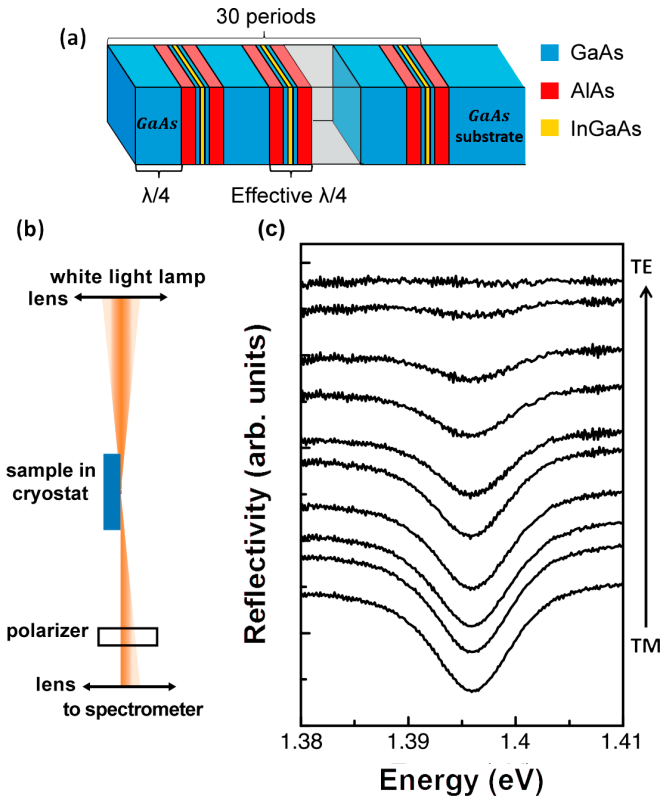 30 periods
(a)
GaAs
AlAs
InGaAs
GaAs
GaAs
substrate
λ/4
Effective λ/4
(b)
white light lamp
lens
sample in
cryostat
polarizer
lens
to spectrometer
(c)
TE
TM
Reflectivity (arb. units)
1.38
1.39
1.4
1.41
Energy (eV)